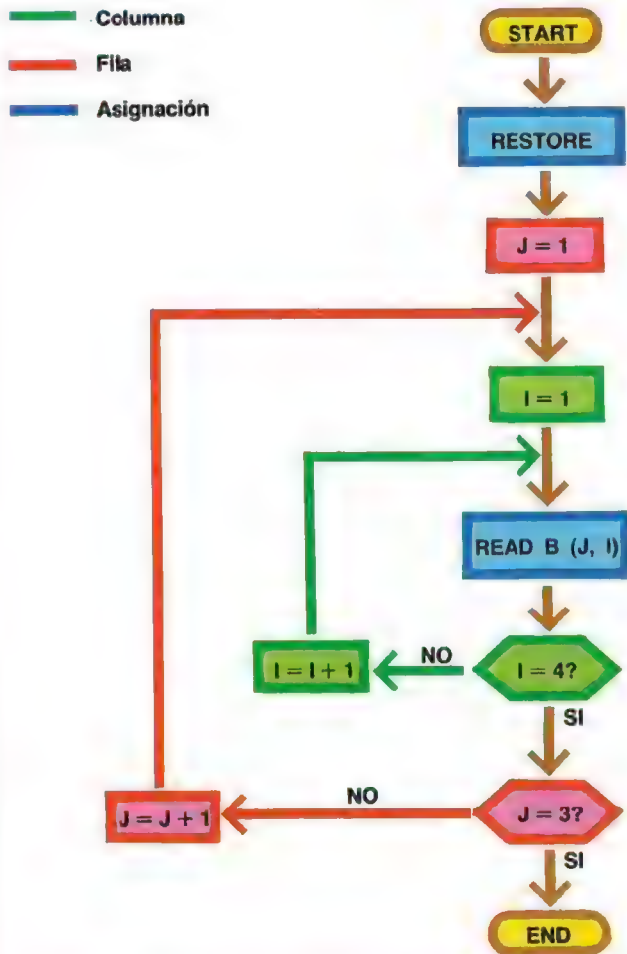 Columna
Fila
Asignación
START
RESTORE
J = 1
I = 1
READ B (J, I)
I = I + 1
NO
I = 4?
SI
J = J + 1
NO
J = 3?
SI
END